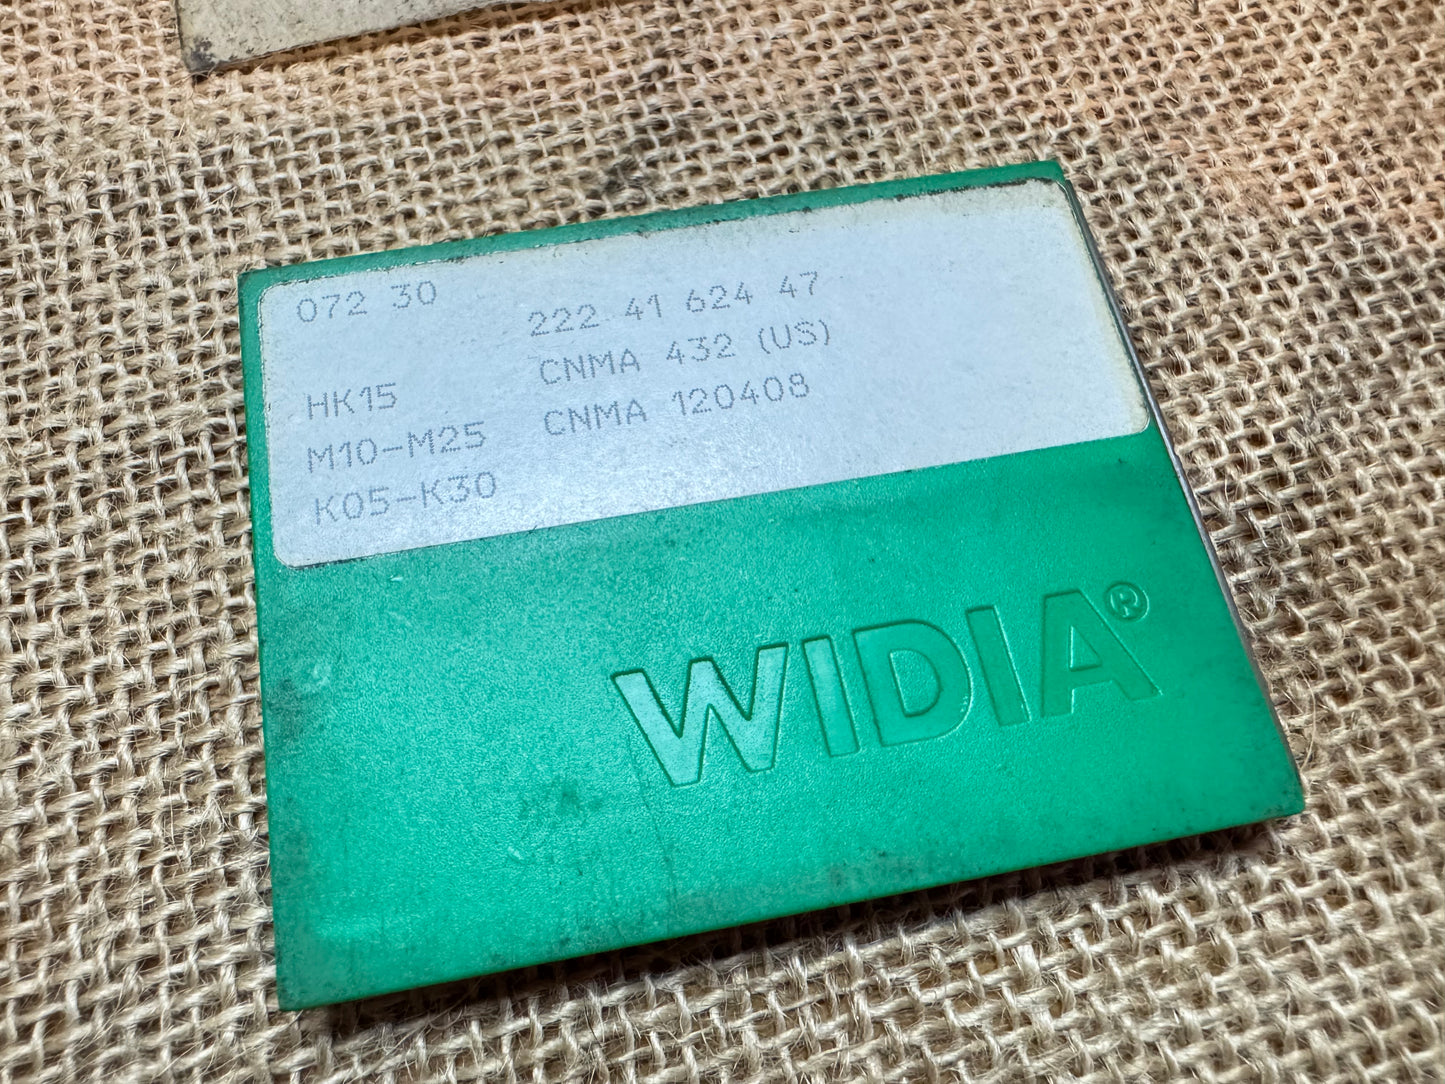 072 30
222 41 624 47
CNMA 432 (US)
HK15
CNMA 120408
M10-M25
K05-K30
WIDIA®